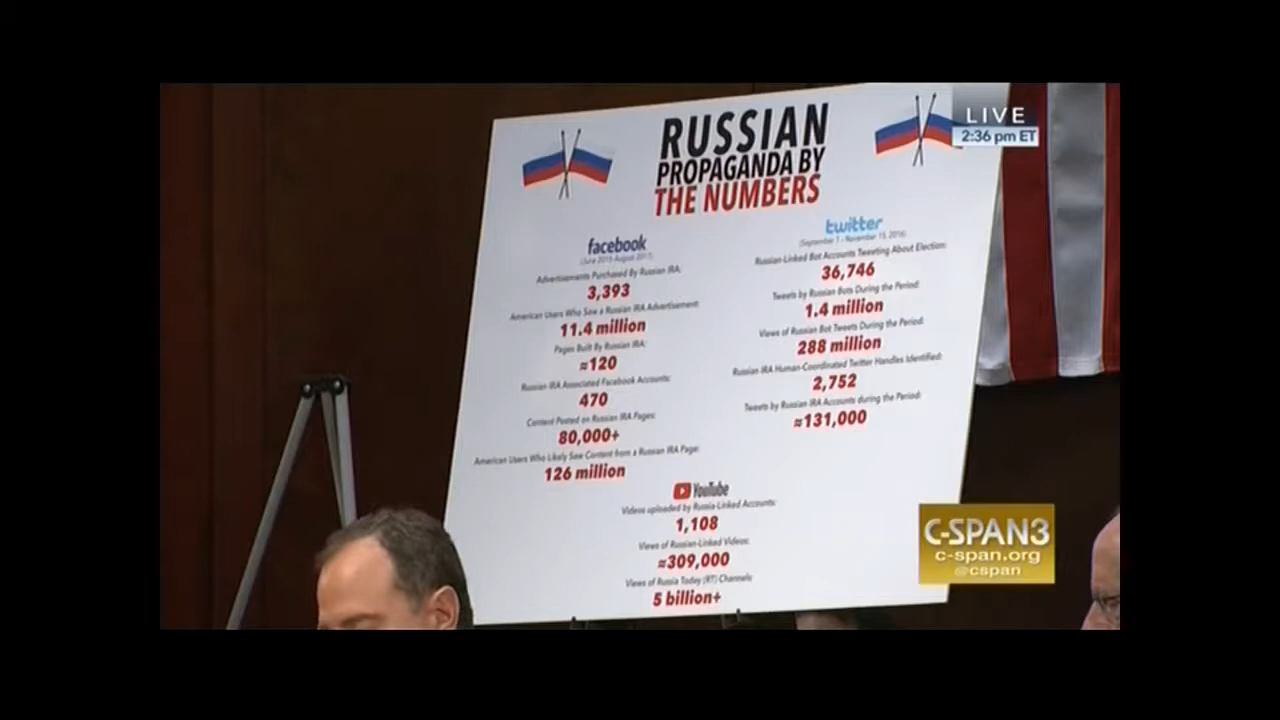 RUSSIAN
PROPAGANDA BY
THE NUMBERS
LIVE
2:36 pm ET
facebook
(June 2015-August 2017)
Advertisements Purchased By Russian IRA:
3,393
American Users Who Saw a Russian IRA Advertisement:
11.4 million
Pages Built By Russian IRA:
≈120
Russian IRA Associated Facebook Accounts:
470
Content Posted on Russian IRA Pages:
80,000+
American Users Who Likely Saw Content from a Russian IRA Page:
126 million
twitter
(September 1 - November 15, 2016)
Russian-Linked Bot Accounts Tweeting About Election:
36,746
Tweets by Russian Bots During the Period:
1.4 million
Views of Russian Bot Tweets During the Period:
288 million
Russian IRA Human-Coordinated Twitter Handles Identified:
2,752
Tweets by Russian IRA Accounts during the Period:
≈131,000
YouTube
Videos uploaded by Russia-Linked Accounts:
1,108
Views of Russian-Linked Videos:
≈309,000
Views of Russia Today (RT) Channels
5 billion+
C-SPAN3
c-span.org
@cspan